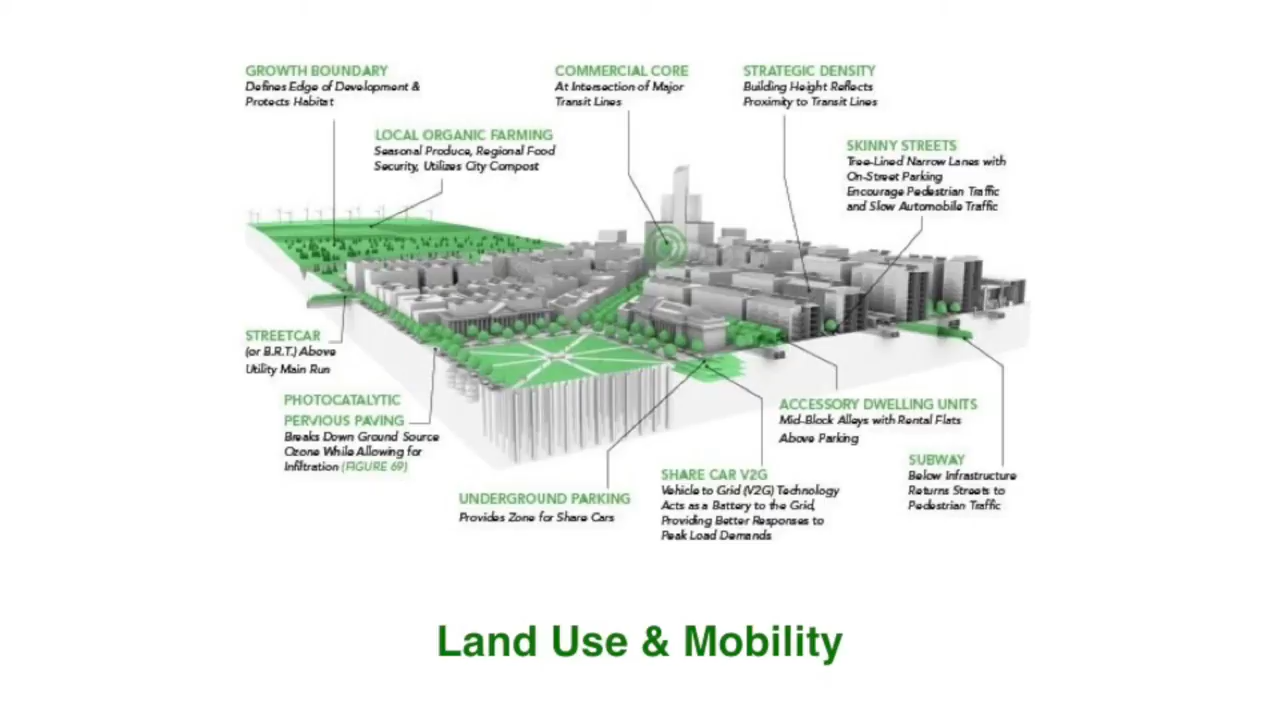 GROWTH BOUNDARY
Defines Edge of Development &
Protects Habitat
COMMERCIAL CORE
At Intersection of Major
Transit Lines
STRATEGIC DENSITY
Building Height Reflects
Proximity to Transit Lines
LOCAL ORGANIC FARMING
Seasonal Produce, Regional Food
Security, Utilizes City Compost
SKINNY STREETS
Tree-Lined Narrow Lanes with
On-Street Parking
Encourage Pedestrian Traffic
and Slow Automobile Traffic
STREETCAR
(or B.R.T.) Above
Utility Main Run
PHOTOCATALYTIC
PERVIOUS PAVING
Breaks Down Ground Source
Ozone While Allowing for
Infiltration (FIGURE 69)
UNDERGROUND PARKING
Provides Zone for Share Cars
SHARE CAR V2G
Vehicle to Grid (V2G) Technology
Acts as a Battery to the Grid,
Providing Better Responses to
Peak Load Demands
ACCESSORY DWELLING UNITS
Mid-Block Alleys with Rental Flats
Above Parking
SUBWAY
Below Infrastructure
Returns Streets to
Pedestrian Traffic
Land Use & Mobility